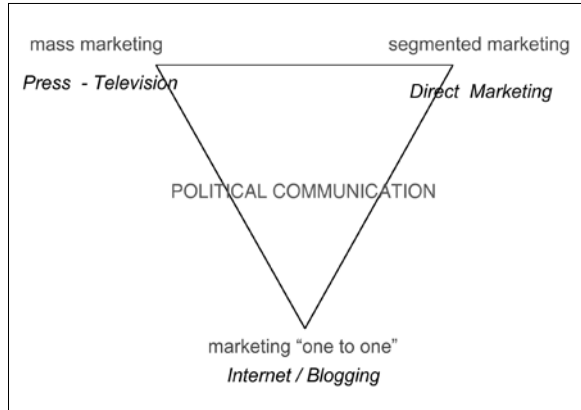 mass marketing
segmented marketing
Press - Television
Direct Marketing
POLITICAL COMMUNICATION
marketing “one to one”
Internet / Blogging